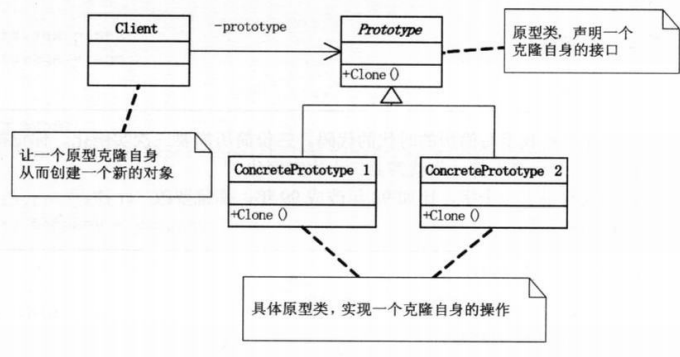 Client
-prototype
Prototype
+Clone()
原型类，声明一个
克隆自身的接口
让一个原型克隆自身
从而创建一个新的对象
ConcretePrototype 1
+Clone()
ConcretePrototype 2
+Clone()
具体原型类，实现一个克隆自身的操作